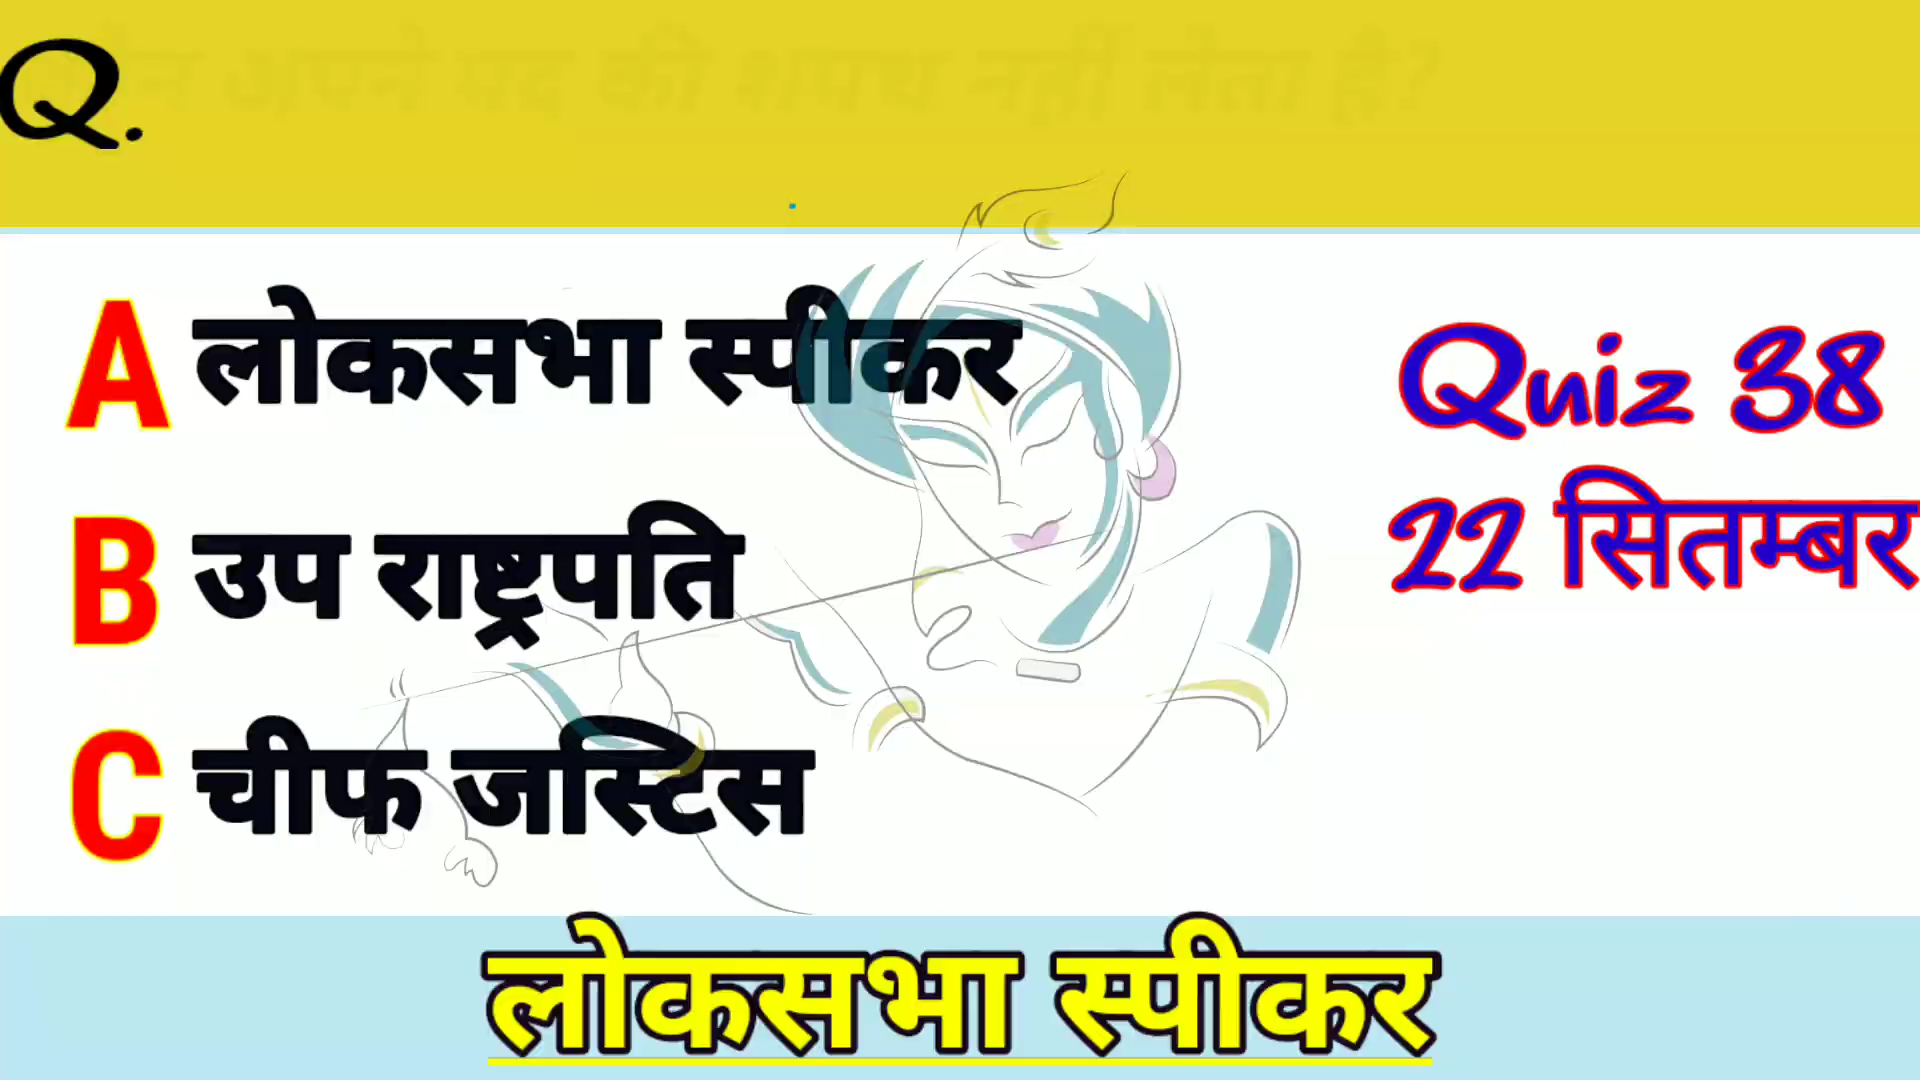 Q. कौन अपने पद की शपथ नहीं लेता है?
A लोकसभा स्पीकर
B उप राष्ट्रपति
C चीफ जस्टिस
Quiz 38
22 सितम्बर
लोकसभा स्पीकर